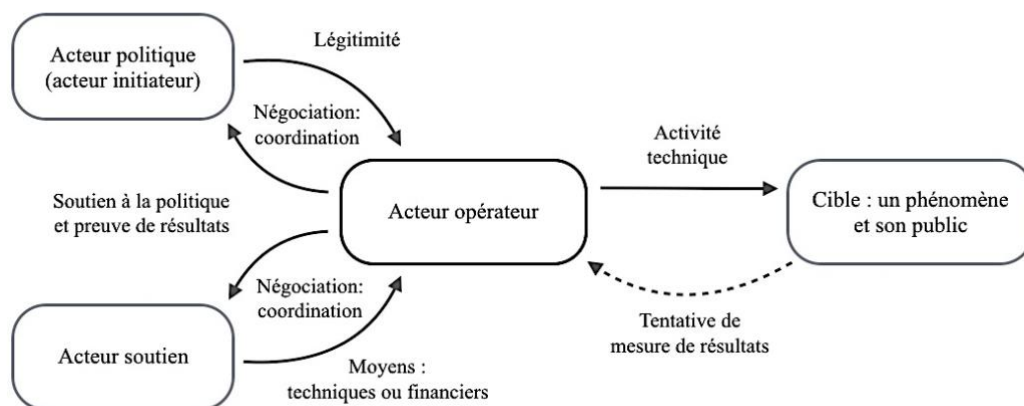 Acteur politique
(acteur initiateur)
Légitimité
Négociation:
coordination
Soutien à la politique
et preuve de résultats
Acteur opérateur
Activité
technique
Cible : un phénomène
et son public
Négociation:
coordination
Acteur soutien
Moyens :
techniques ou financiers
Tentative de
mesure de résultats